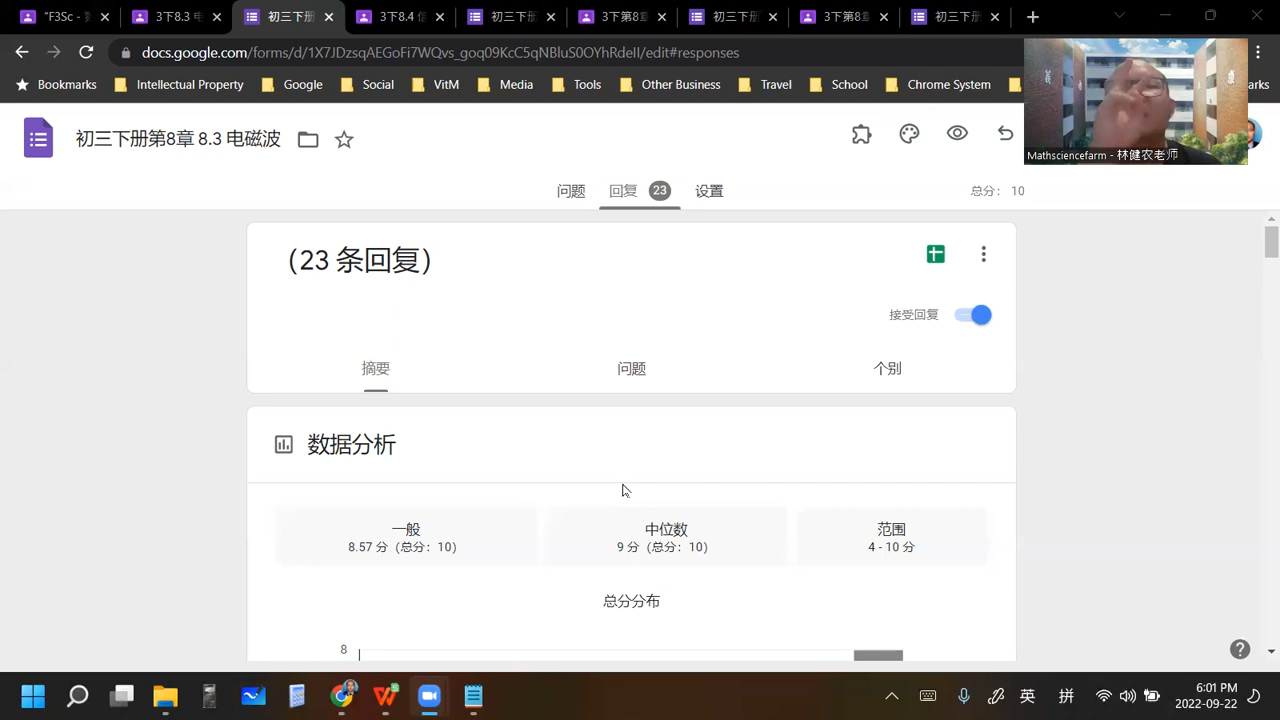 "F3Sc -
3下8.3 电
初三下册
3下8.4 信
初三下册
3下第8章
初三下册
3下第8章
初三下册
docs.google.com/forms/d/
/edit#responses
Bookmarks
Intellectual Property
Google
Social
Media
Tools
Other Business
Travel
School
Chrome System
初三下册第8章 8.3 电磁波
Mathsciencefarm - 林健农老师
问题
回复 23
设置
总分: 10
(23 条回复)
接受回复
摘要
问题
个别
数据分析
一般
8.57 分 (总分: 10)
中位数
9 分 (总分: 10)
范围
4 - 10 分
总分分布
8
英
拼
6:01 PM
2022-09-22